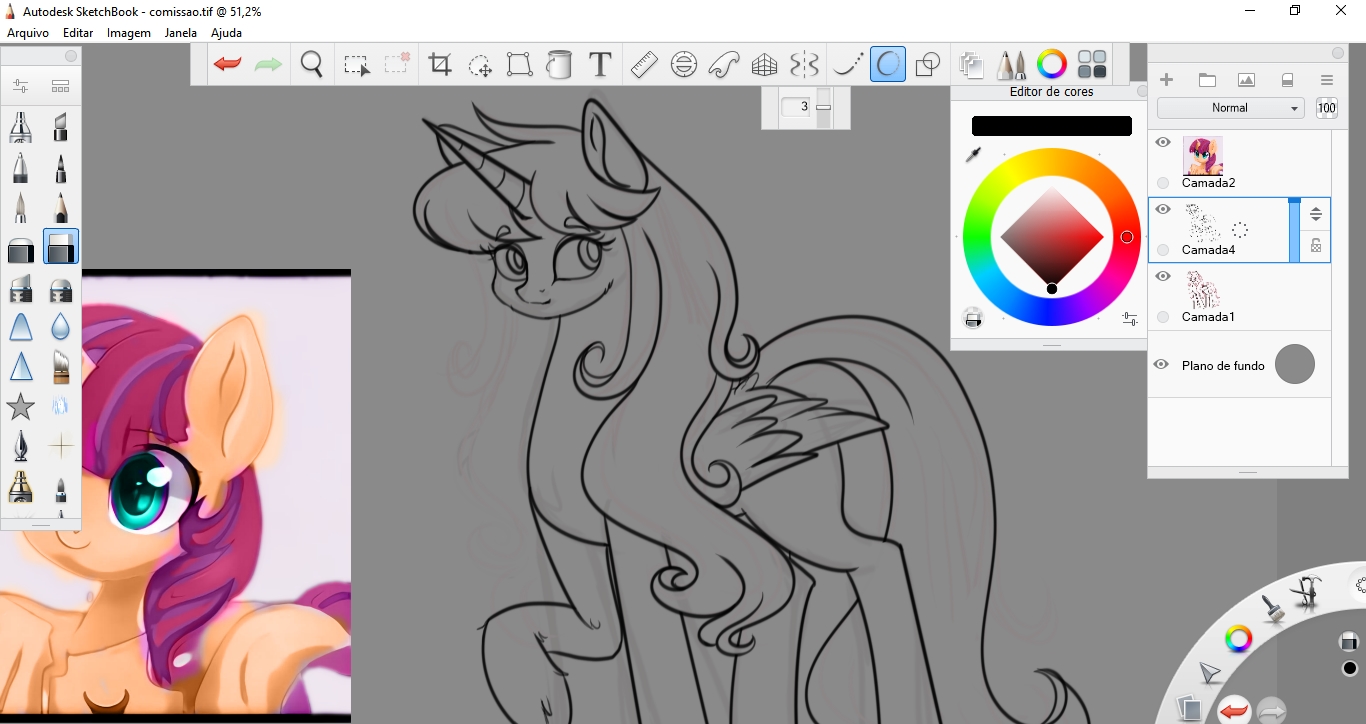 Autodesk SketchBook - comissao.tif @ 51,2%
Arquivo Editar Imagem Janela Ajuda
T
3
Editor de cores
Normal
100
Camada2
Camada4
Camada1
Plano de fundo